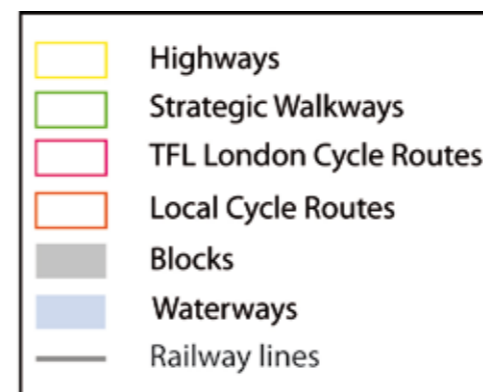 Highways
Strategic Walkways
TFL London Cycle Routes
Local Cycle Routes
Blocks
Waterways
Railway lines